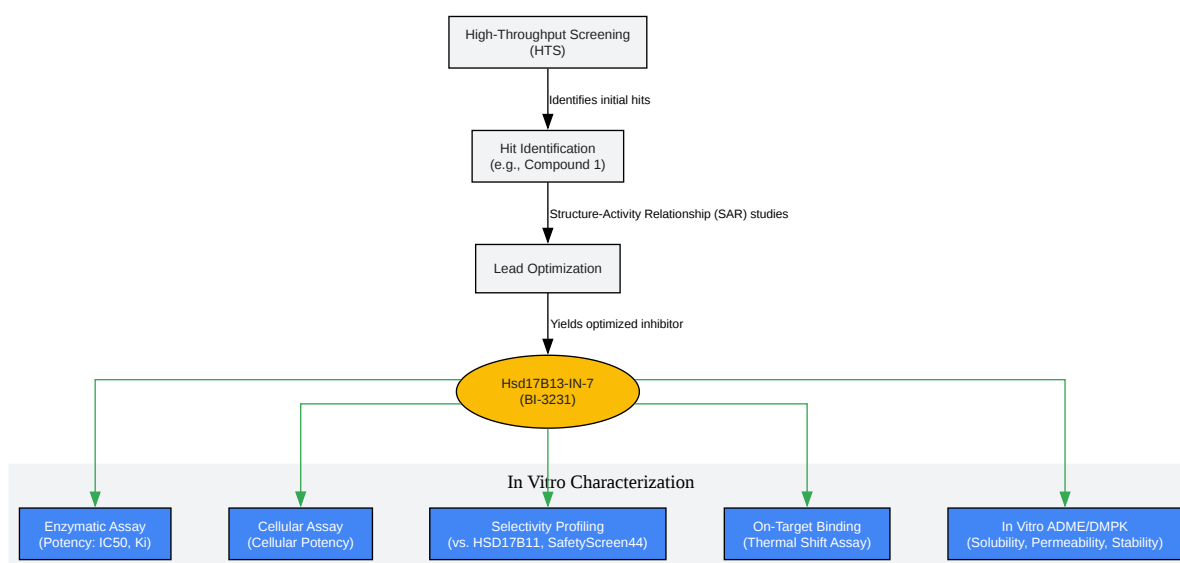 High-Throughput Screening
(HTS)
Identifies initial hits
Hit Identification
(e.g., Compound 1)
Structure-Activity Relationship (SAR) studies
Lead Optimization
Yields optimized inhibitor
Hsd17B13-IN-7
(BI-3231)
In Vitro Characterization
Enzymatic Assay
(Potency: IC50, Ki)
Cellular Assay
(Cellular Potency)
Selectivity Profiling
(vs. HSD17B11, SafetyScreen44)
On-Target Binding
(Thermal Shift Assay)
In Vitro ADME/DMPK
(Solubility, Permeability, Stability)